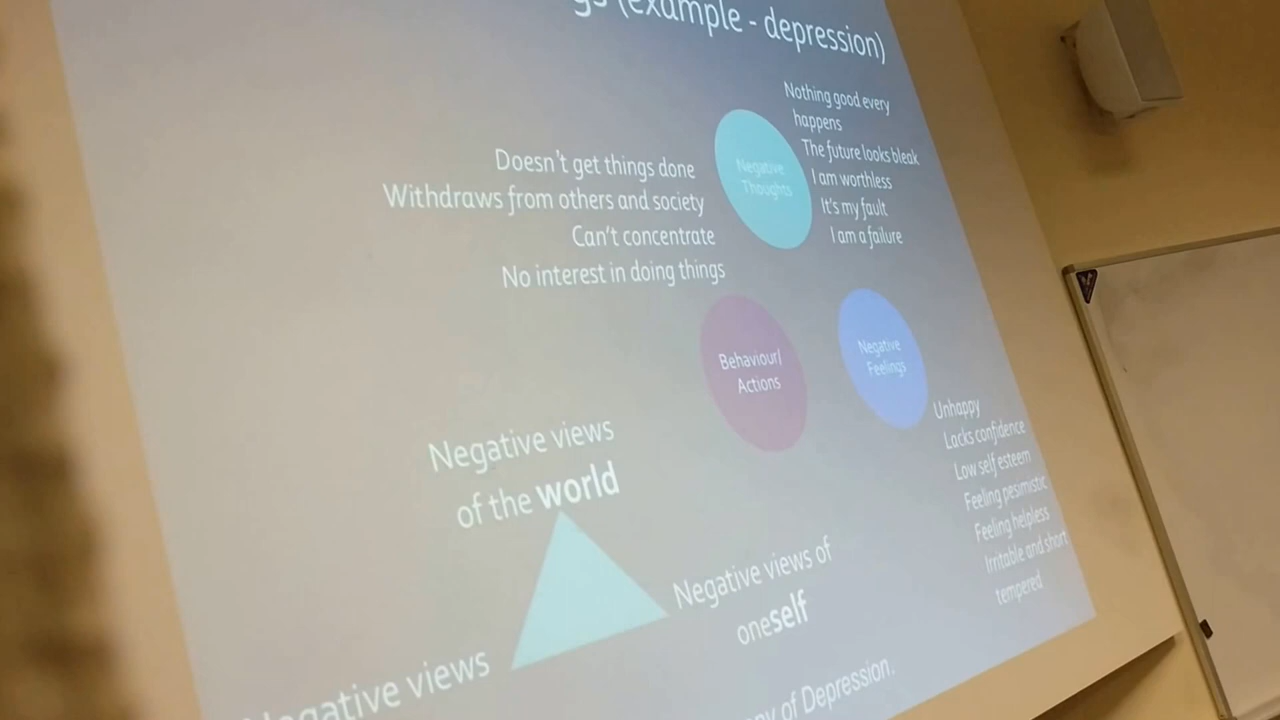 (example - depression)
Nothing good every
happens
The future looks bleak
I am worthless
It's my fault
I am a failure
Negative
Thoughts
Doesn't get things done
Withdraws from others and society
Can't concentrate
No interest in doing things
Behaviour/
Actions
Negative
Feelings
Unhappy
Lacks confidence
Low self esteem
Feeling pesimistic
Feeling helpless
Irritable and short
tempered
Negative views
of the world
Negative views of
oneself
Negative views
of Depression.